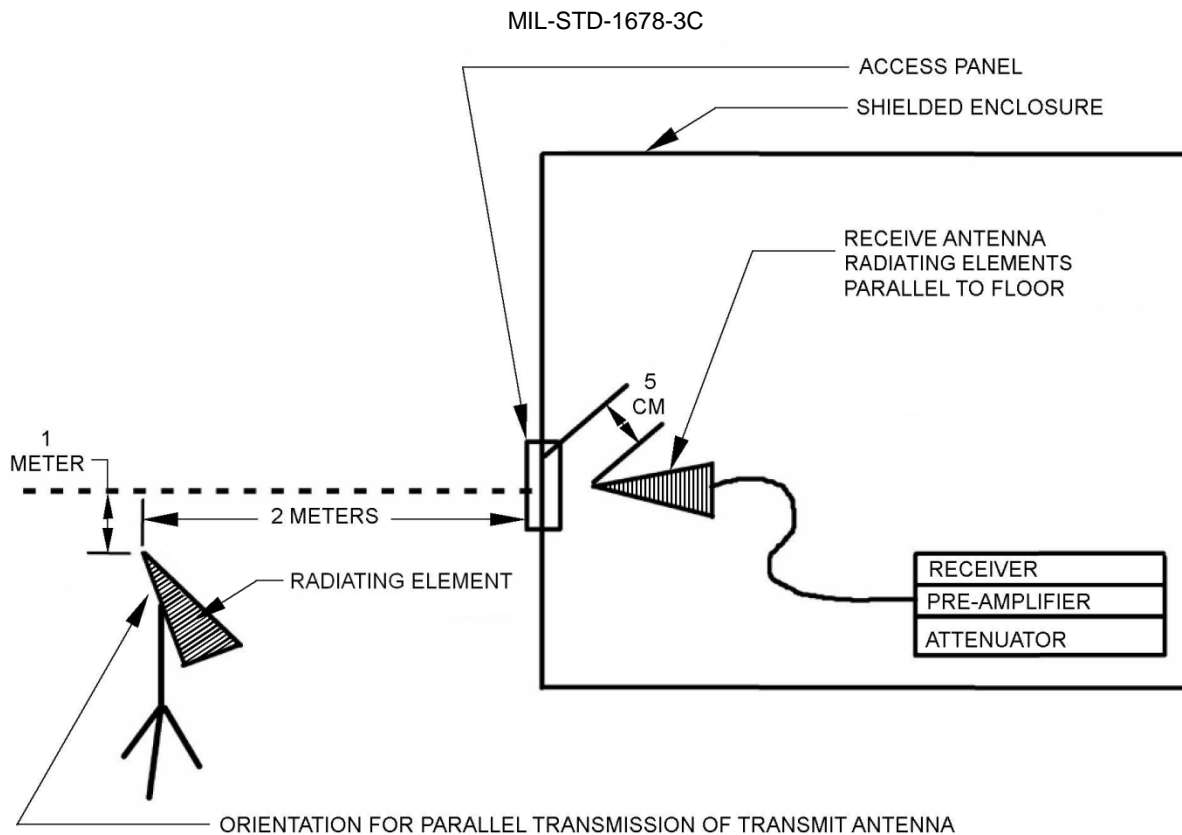 MIL-STD-1678-3C
ACCESS PANEL
SHIELDED ENCLOSURE
RECEIVE ANTENNA
RADIATING ELEMENTS
PARALLEL TO FLOOR
5
CM
1
METER
2 METERS
RADIATING ELEMENT
RECEIVER
PRE-AMPLIFIER
ATTENUATOR
ORIENTATION FOR PARALLEL TRANSMISSION OF TRANSMIT ANTENNA